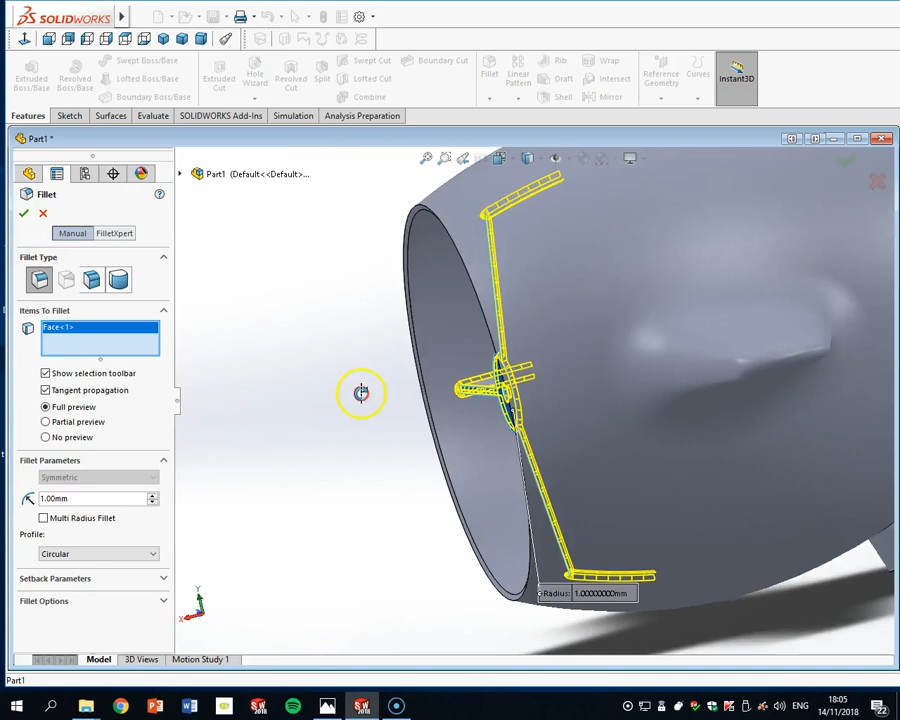 SOLIDWORKS
Swept Boss/Base
Lofted Boss/Base
Boundary Boss/Base
Extruded
Boss/Base
Revolved
Boss/Base
Extruded
Cut
Hole
Wizard
Revolved
Cut
Split
Swept Cut
Lofted Cut
Combine
Boundary Cut
Fillet
Linear
Pattern
Rib
Draft
Shell
Wrap
Intersect
Mirror
Reference
Geometry
Curves
Instant3D
Features Sketch Surfaces Evaluate SOLIDWORKS Add-Ins Simulation Analysis Preparation
Part1 *
Part1 (Default<<Default>...
Fillet
Manual FilletXpert
Fillet Type
Items To Fillet
Face<1>
Show selection toolbar
Tangent propagation
Full preview
Partial preview
No preview
Fillet Parameters
Symmetric
1.00mm
Multi Radius Fillet
Profile:
Circular
Setback Parameters
Fillet Options
Radius: 1.00000000mm
Y
X
Model 3D Views Motion Study 1
Part1
ENG
18:05
14/11/2018
22